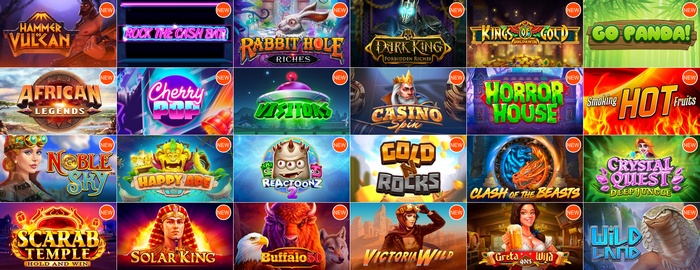 HAMMER OF VULCAN
NEW
ROCK THE CASH BAR
NEW
RABBIT HOLE
RICHES
NEW
DARK KING
FORBIDDEN RICHES
NEW
KINGS OF GOLD
NEW
GO PANDA!
NEW
AFRICAN
LEGENDS
NEW
Cherry
POP
NEW
VISITORS
NEW
CASINO
Spin
NEW
HORROR
HOUSE
NEW
SMOKING HOT Fruits
NEW
NOBLE
SKY
NEW
HAPPY APE
NEW
REACTOONZ
2
NEW
GOLD
N
ROCKS
NEW
CLASH OF THE BEASTS
NEW
CRYSTAL
QUEST
DEEP JUNGLE
NEW
SCARAB
TEMPLE
HOLD AND WIN
NEW
SOLAR KING
NEW
Buffalo 50
NEW
VICTORIA WILD
NEW
Greta goes Wild
NEW
WILD
LAND
NEW